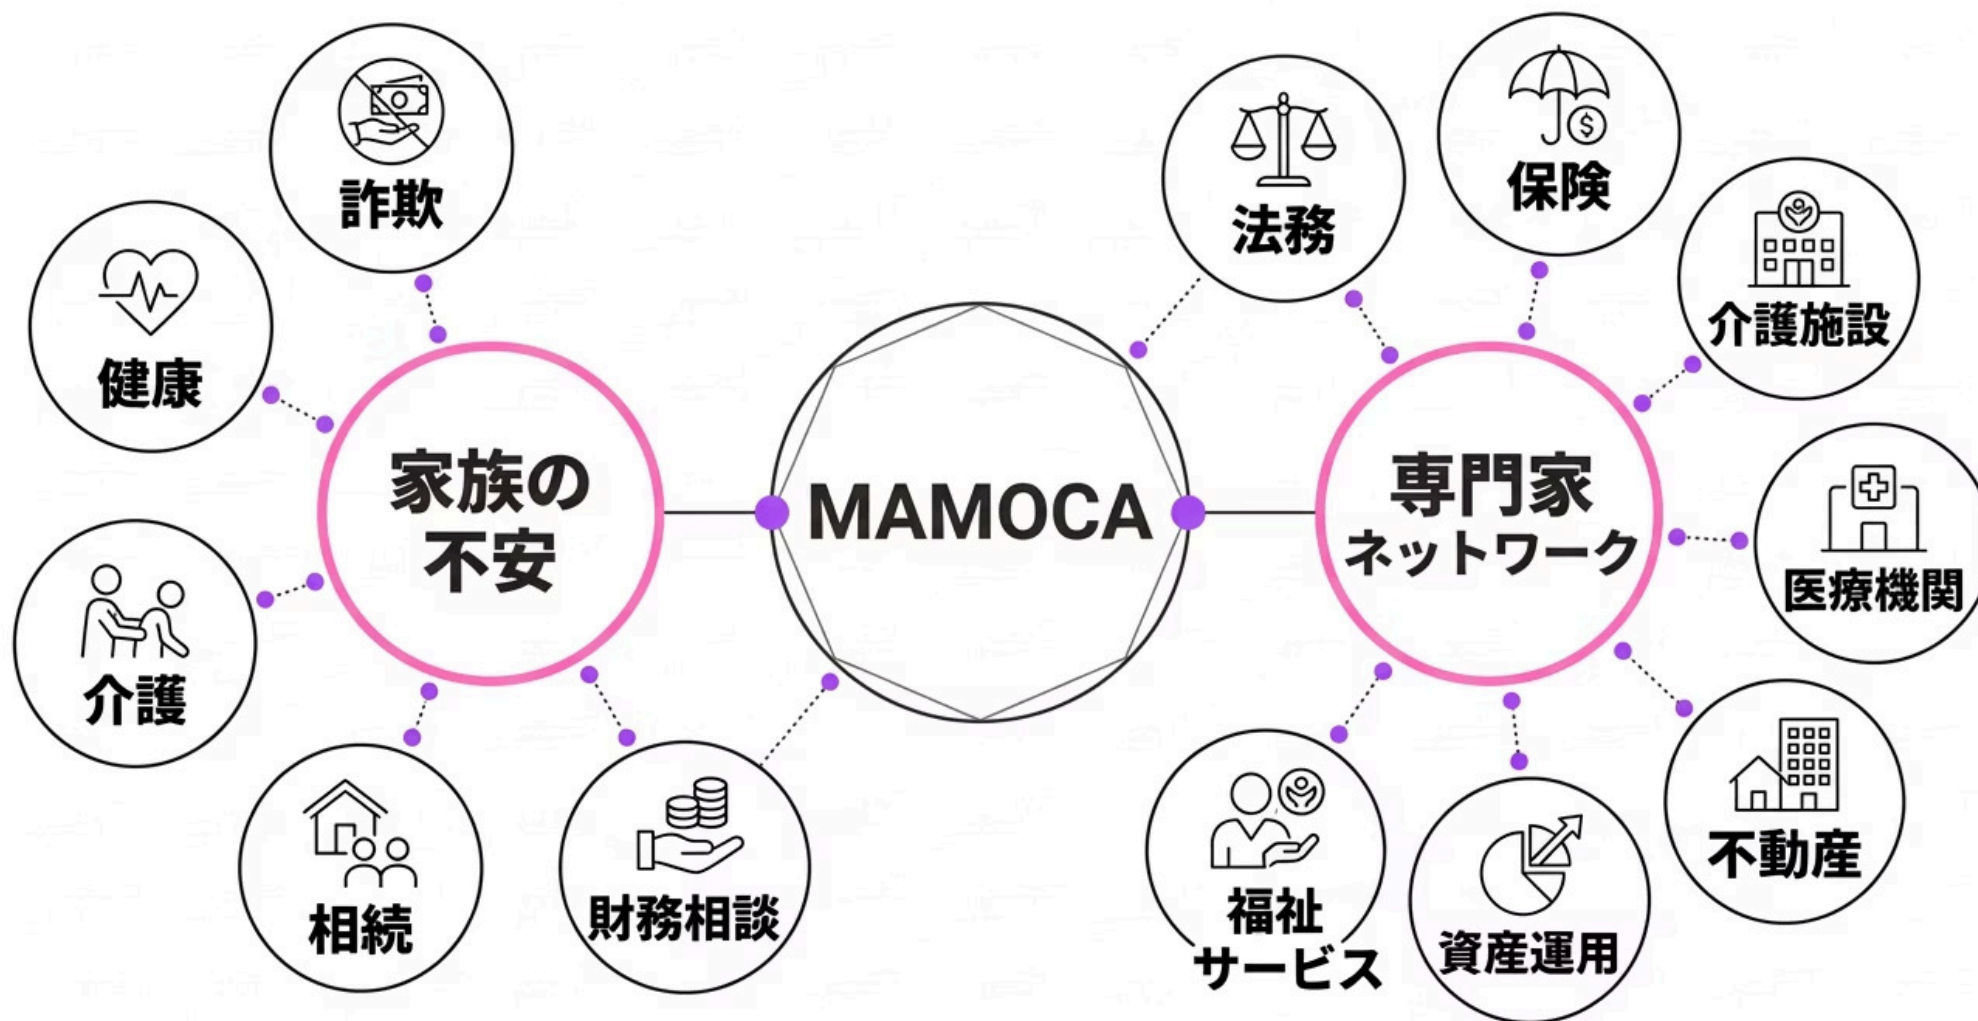 詐欺
健康
介護
相続
財務相談
家族の
不安
MAMOCA
専門家
ネットワーク
法務
保険
介護施設
医療機関
不動産
資産運用
福祉
サービス